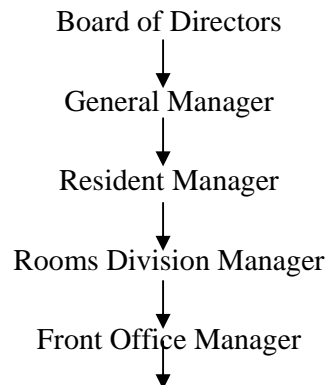 Board of Directors
General Manager
Resident Manager
Rooms Division Manager
Front Office Manager